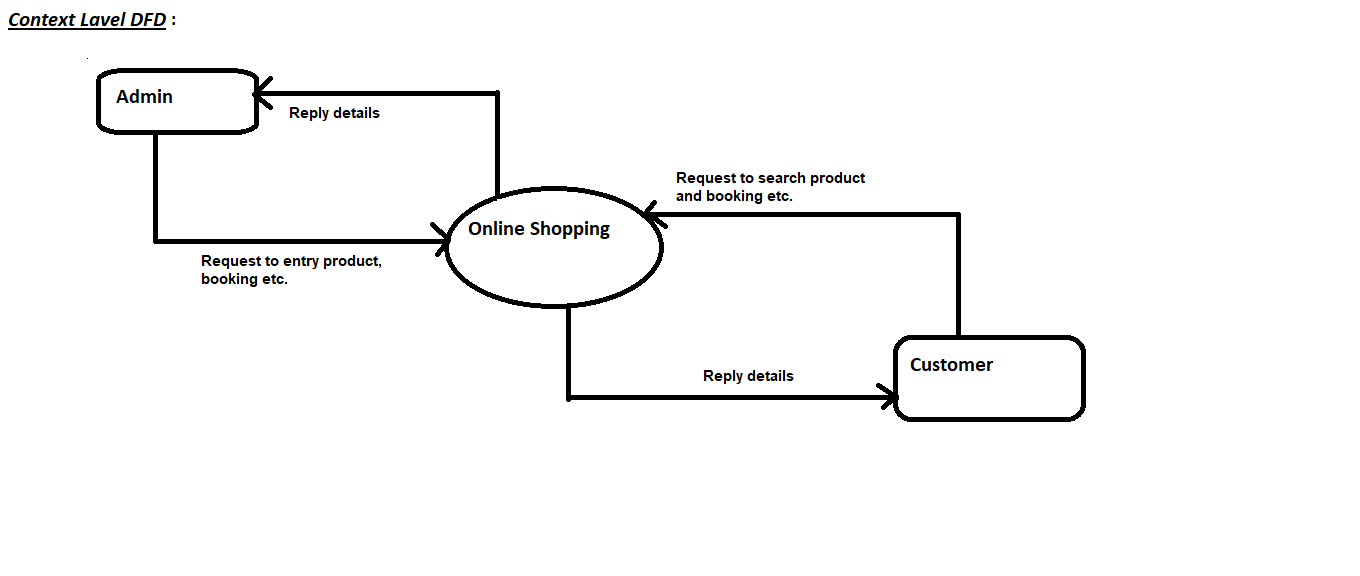 Context Lavel DFD :
Admin
Reply details
Request to search product
and booking etc.
Online Shopping
Request to entry product,
booking etc.
Customer
Reply details